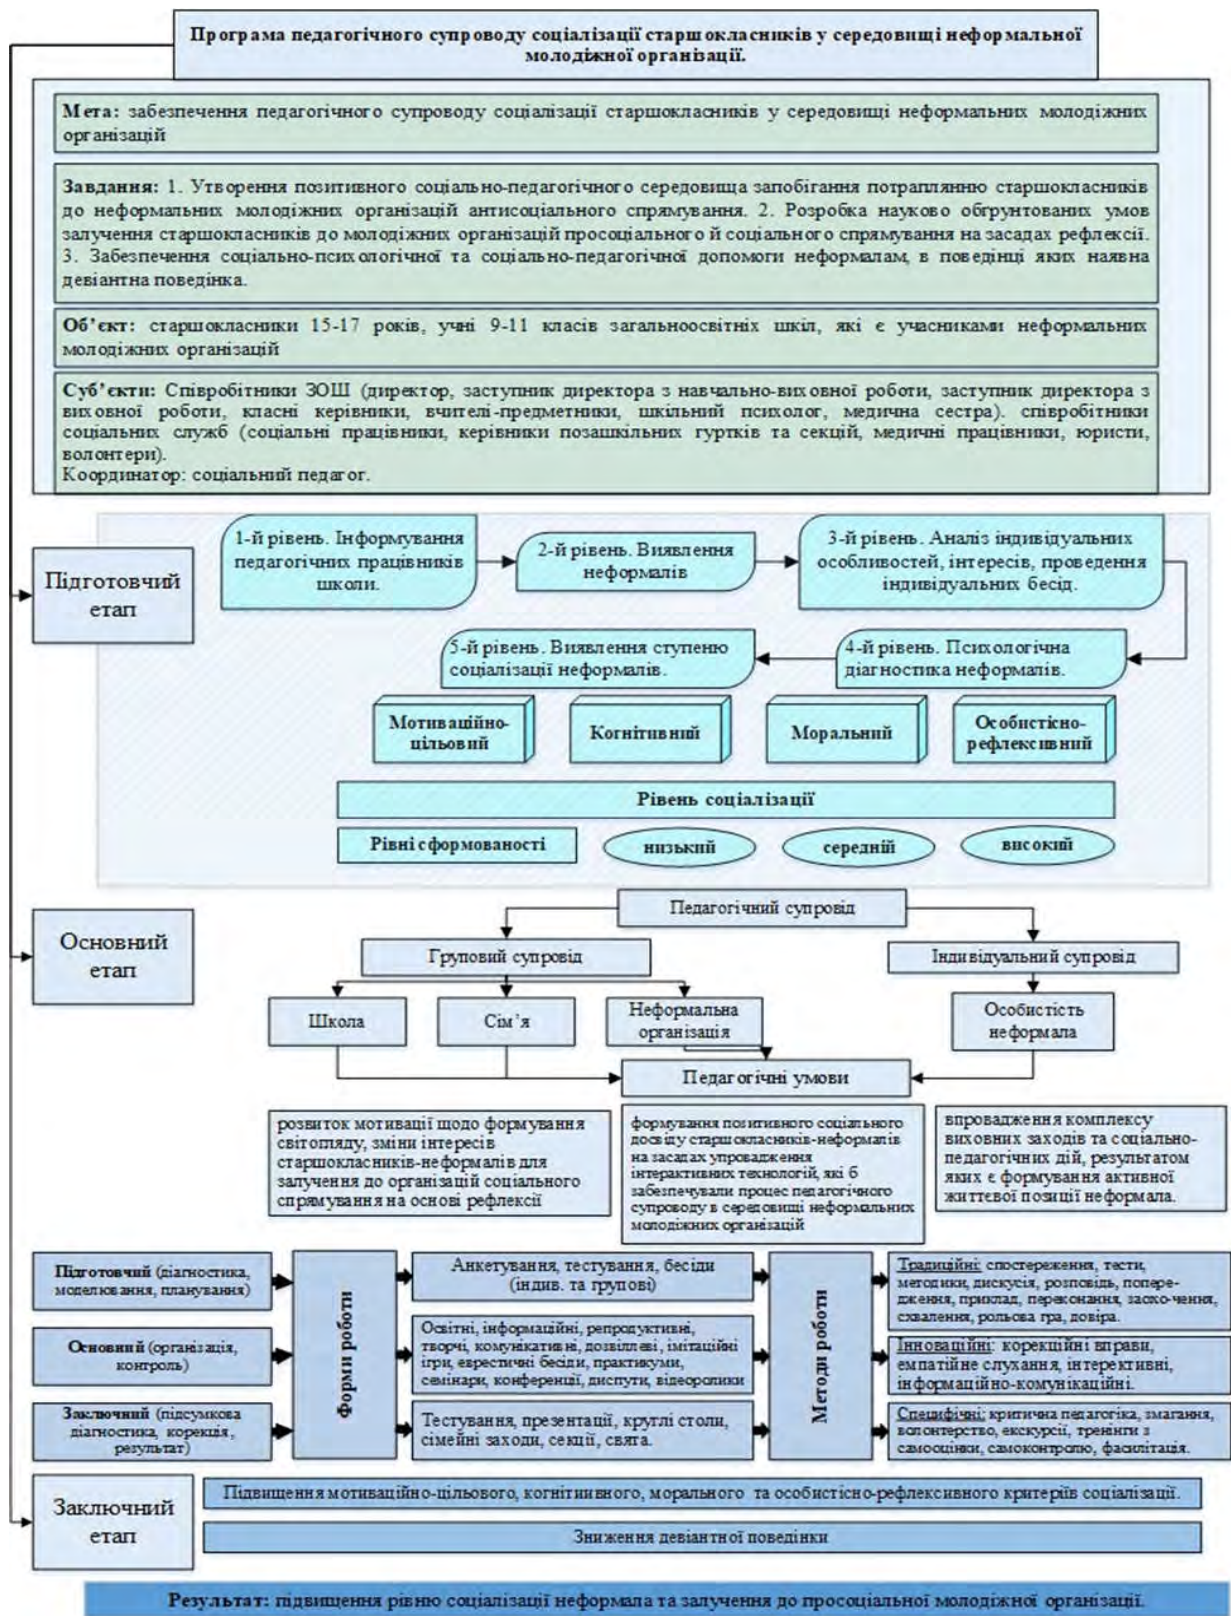 Програма педагогічного супроводу соціалізації старшокласників у середовищі неформальної
молодіжної організації.
Мета: забезпечення педагогічного супроводу соціалізації старшокласників у середовищі неформальних молодіжних
організацій
Завдання: 1. Утворення позитивного соціально-педагогічного середовища запобігання потраплянню старшокласників
до неформальних молодіжних організацій антисоціального спрямування. 2. Розробка науково обґрунтованих умов
залучення старшокласників до молодіжних організацій просоціального й соціального спрямування на засадах рефлексії.
3. Забезпечення соціально-психологічної та соціально-педагогічної допомоги неформалам, в поведінці яких наявна
девіантна поведінка.
Об’єкт: старшокласники 15-17 років, учні 9-11 класів загальноосвітніх шкіл, які є учасниками неформальних
молодіжних організацій
Суб’єкти: Співробітники ЗОШ (директор, заступник директора з навчально-виховної роботи, заступник директора з
виховної роботи, класні керівники, вчителі-предметники, шкільний психолог, медична сестра). співробітники
соціальних служб (соціальні працівники, керівники позашкільних гуртків та секцій, медичні працівники, юристи,
волонтери).
Координатор: соціальний педагог.
Підготовчий
етап
1-й рівень. Інформування
педагогічних працівників
школи.
2-й рівень. Виявлення
неформалів
3-й рівень. Аналіз індивідуальних
особливостей, інтересів, проведення
індивідуальних бесід.
5-й рівень. Виявлення ступеню
соціалізації неформалів.
4-й рівень. Психологічна
діагностика неформалів.
Мотиваційно-
цільовий
Когнітивний
Моральний
Особистісно-
рефлексивний
Рівень соціалізації
Рівні сформованості
низький
середній
високий
Основний
етап
Педагогічний супровід
Груповий супровід
Індивідуальний супровід
Школа
Сім’я
Неформальна
організація
Особистість
неформала
Педагогічні умови
розвиток мотивації щодо формування
світогляду, зміни інтересів
старшокласників-неформалів для
залучення до організацій соціального
спрямування на основі рефлексії
формування позитивного соціального
досвіду старшокласників-неформалів
на засадах упровадження
інтерактивних технологій, які б
забезпечували процес педагогічного
супроводу в середовищі неформальних
молодіжних організацій
впровадження комплексу
виховних заходів та соціально-
педагогічних дій, результатом
яких є формування активної
життєвої позиції неформала.
Підготовчий (діагностика,
моделювання, планування)
Основний (організація,
контроль)
Заключний (підсумкова
діагностика, корекція,
результат)
Форми роботи
Анкетування, тестування, бесіди
(індив. та групові)
Освітні, інформаційні, репродуктивні,
творчі, комунікативні, дозвіллеві, імітаційні
ігри, евристичні бесіди, практикуми,
семінари, конференції, диспути, відеоролики
Тестування, презентації, круглі столи,
сімейні заходи, секції, свята.
Методи роботи
Традиційні: спостереження, тести,
методики, дискусія, розповідь, попере-
дження, приклад, переконання, заохо-чення,
схвалення, рольова гра, довіра.
Інноваційні: корекційні вправи,
емпатійне слухання, інтерективні,
інформаційно-комунікаційні.
Специфічні: критична педагогіка, змагання,
волонтерство, екскурсії, тренінги з
самооцінки, самоконтролю, фасилітація.
Заключний
етап
Підвищення мотиваційно-цільового, когнітиивного, морального та особистісно-рефлексивного критеріїв соціалізації.
Зниження девіантної поведінки
Результат: підвищення рівню соціалізації неформала та залучення до просоціальної молодіжної організації.